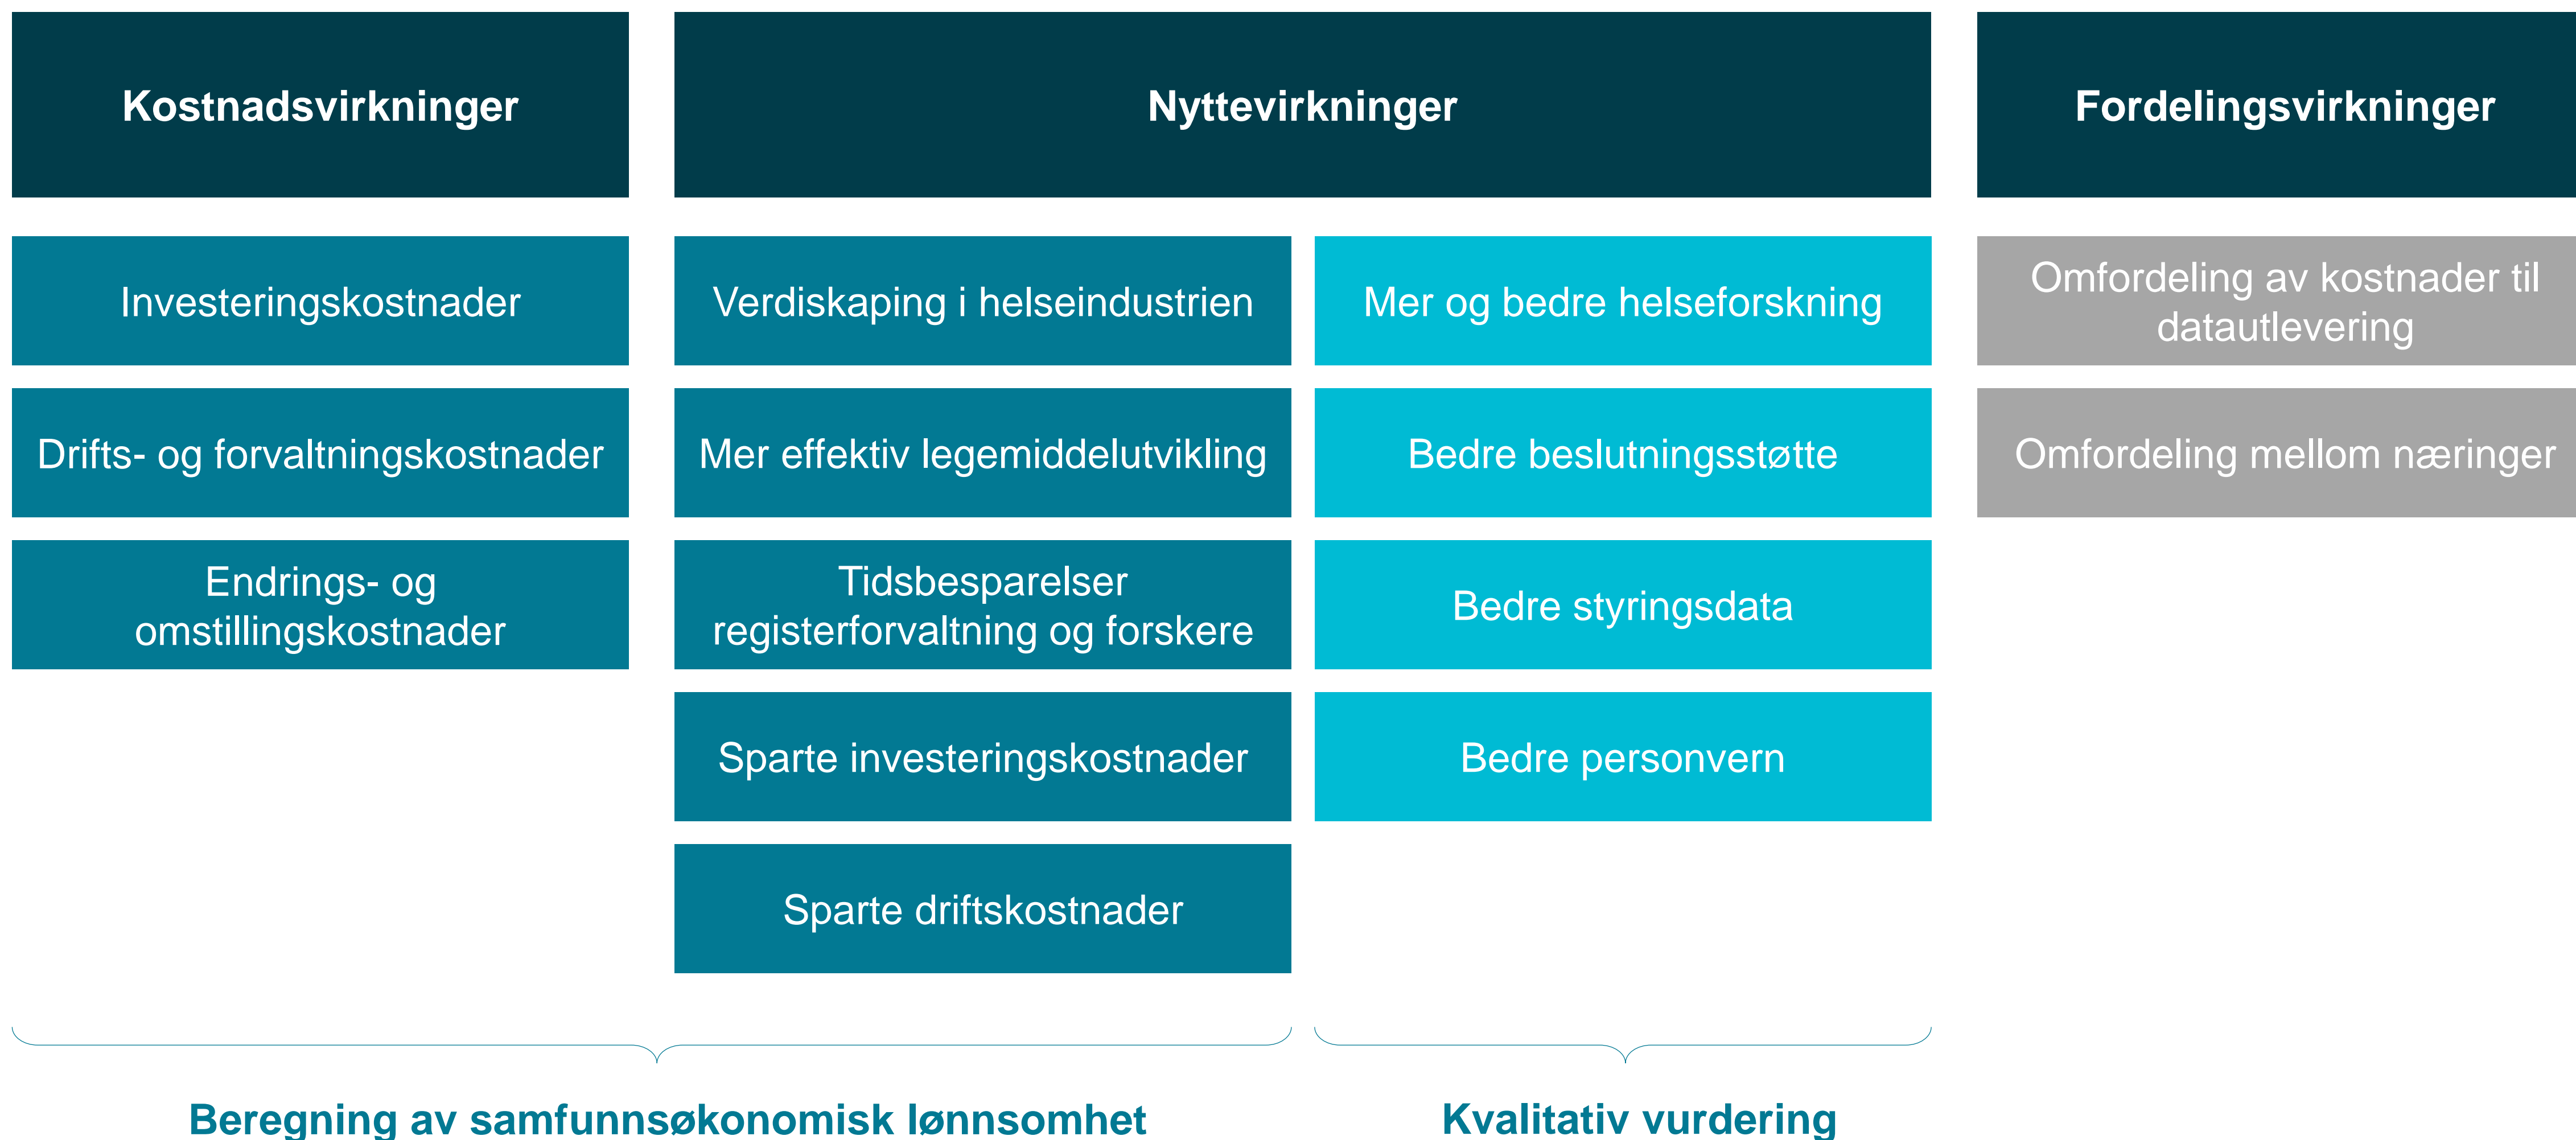 Kostnadsvirkninger
Nyttevirkninger
Fordelingsvirkninger
Investeringskostnader
Verdiskaping i helseindustrien
Mer og bedre helseforskning
Omfordeling av kostnader til
datautlevering
Drifts- og forvaltningskostnader
Mer effektiv legemiddelutvikling
Bedre beslutningsstøtte
Omfordeling mellom næringer
Endrings- og
omstillingskostnader
Tidsbesparelser
registerforvaltning og forskere
Bedre styringsdata
Sparte investeringskostnader
Bedre personvern
Sparte driftskostnader
Beregning av samfunnsøkonomisk lønnsomhet
Kvalitativ vurdering